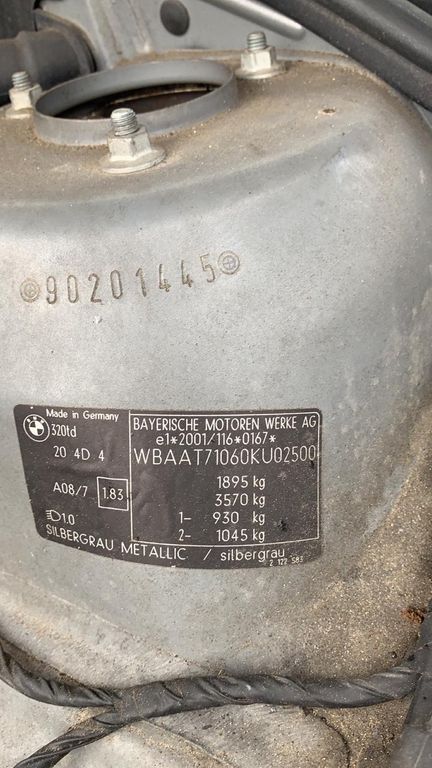 90201445
BMW
Made in Germany
320td
20 4D 4
A08/7 1.83
1.0
SILBERGRAU METALLIC / silbergrau
BAYERISCHE MOTOREN WERKE AG
e1*2001/116*0167*
WBAAT71060KU02500
1895 kg
3570 kg
1- 930 kg
2- 1045 kg
2 122 583